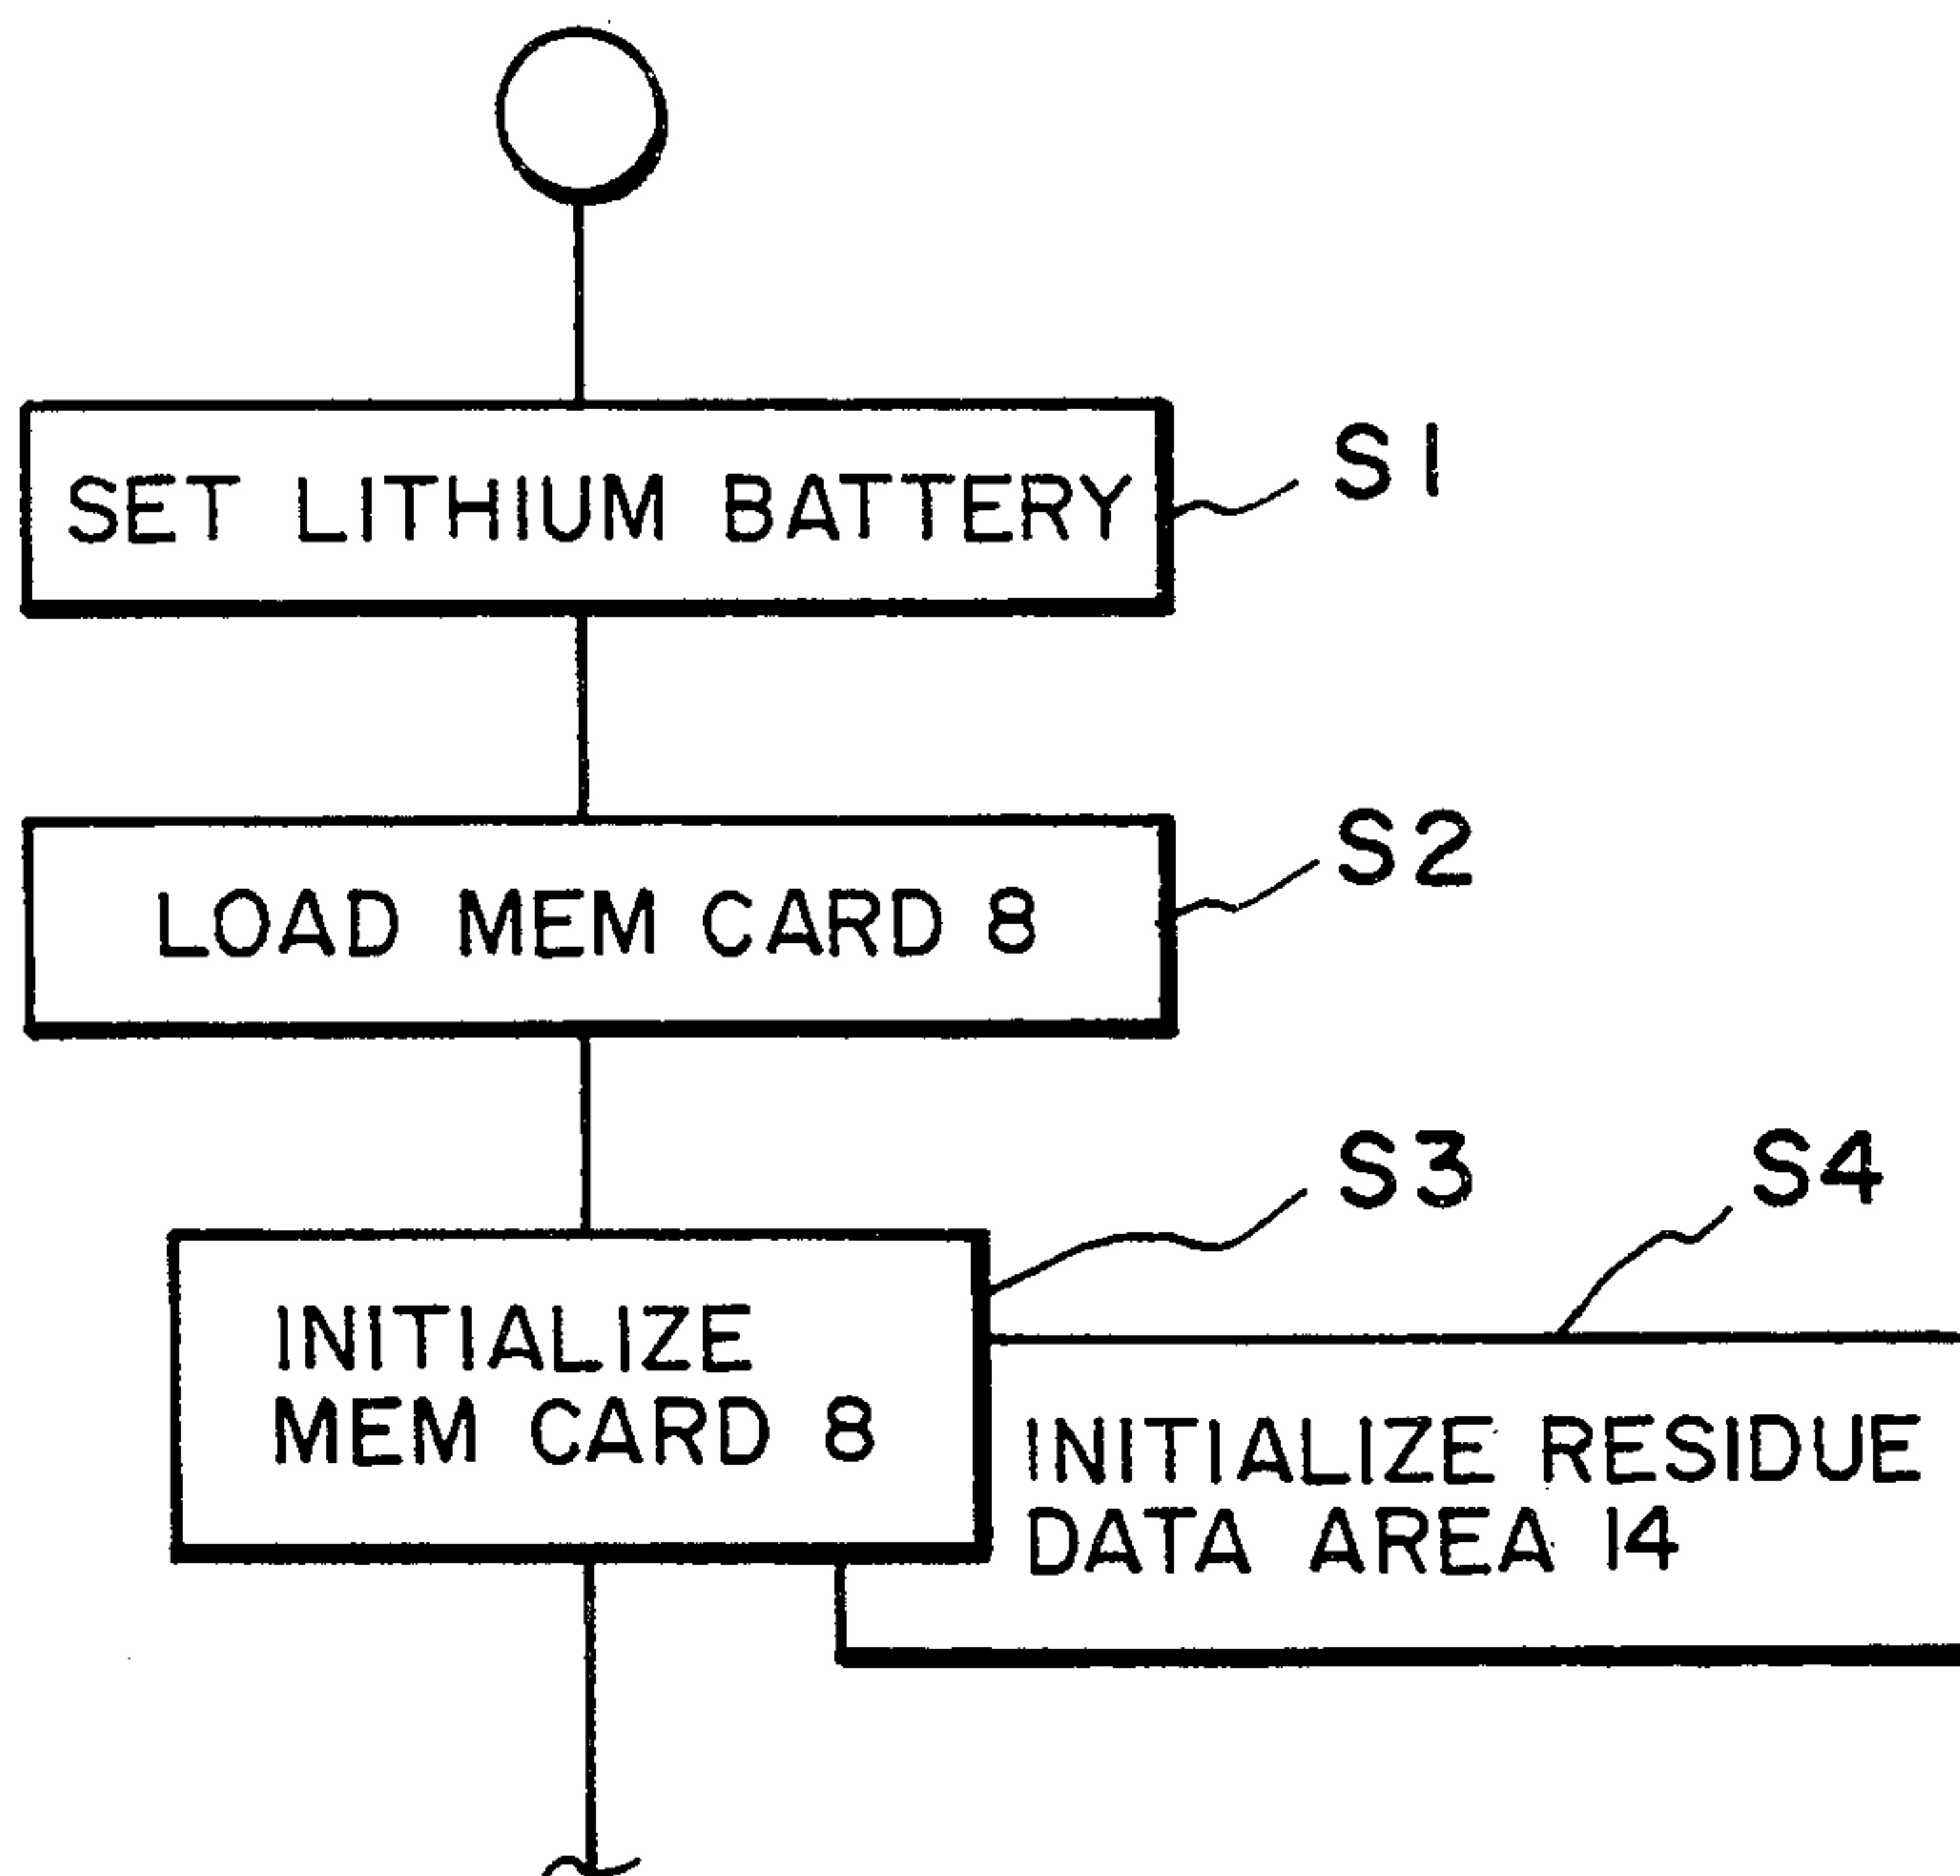 SET LITHIUM BATTERY
S1
LOAD MEM CARD 8
S2
S3
S4
INITIALIZE
MEM CARD 8
INITIALIZE RESIDUE
DATA AREA 14